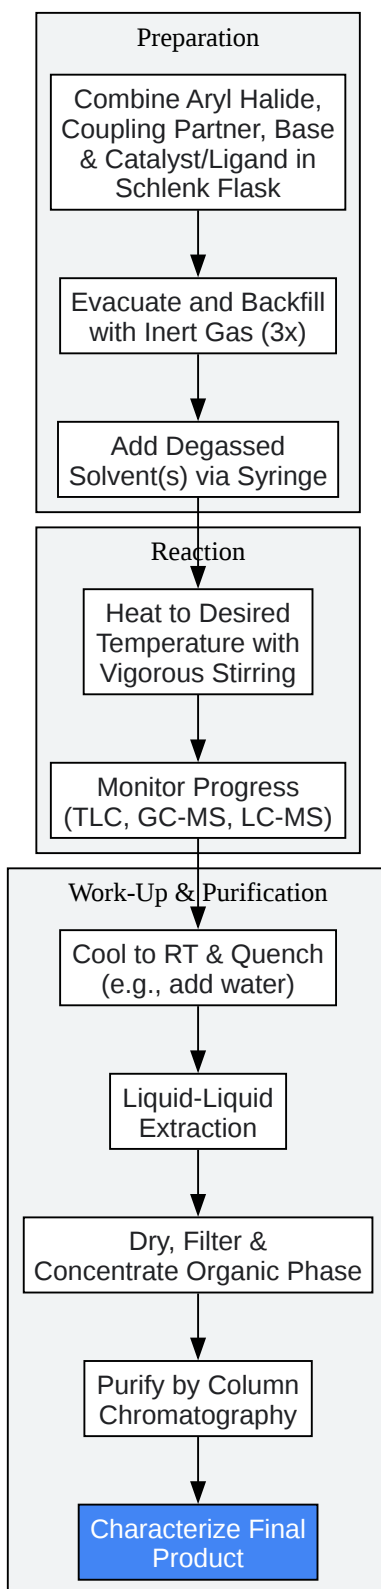 Preparation
Combine Aryl Halide,
Coupling Partner, Base
& Catalyst/Ligand in
Schlenk Flask
Evacuate and Backfill
with Inert Gas (3x)
Add Degassed
Solvent(s) via Syringe
Reaction
Heat to Desired
Temperature with
Vigorous Stirring
Monitor Progress
(TLC, GC-MS, LC-MS)
Work-Up & Purification
Cool to RT & Quench
(e.g., add water)
Liquid-Liquid
Extraction
Dry, Filter &
Concentrate Organic Phase
Purify by Column
Chromatography
Characterize Final
Product